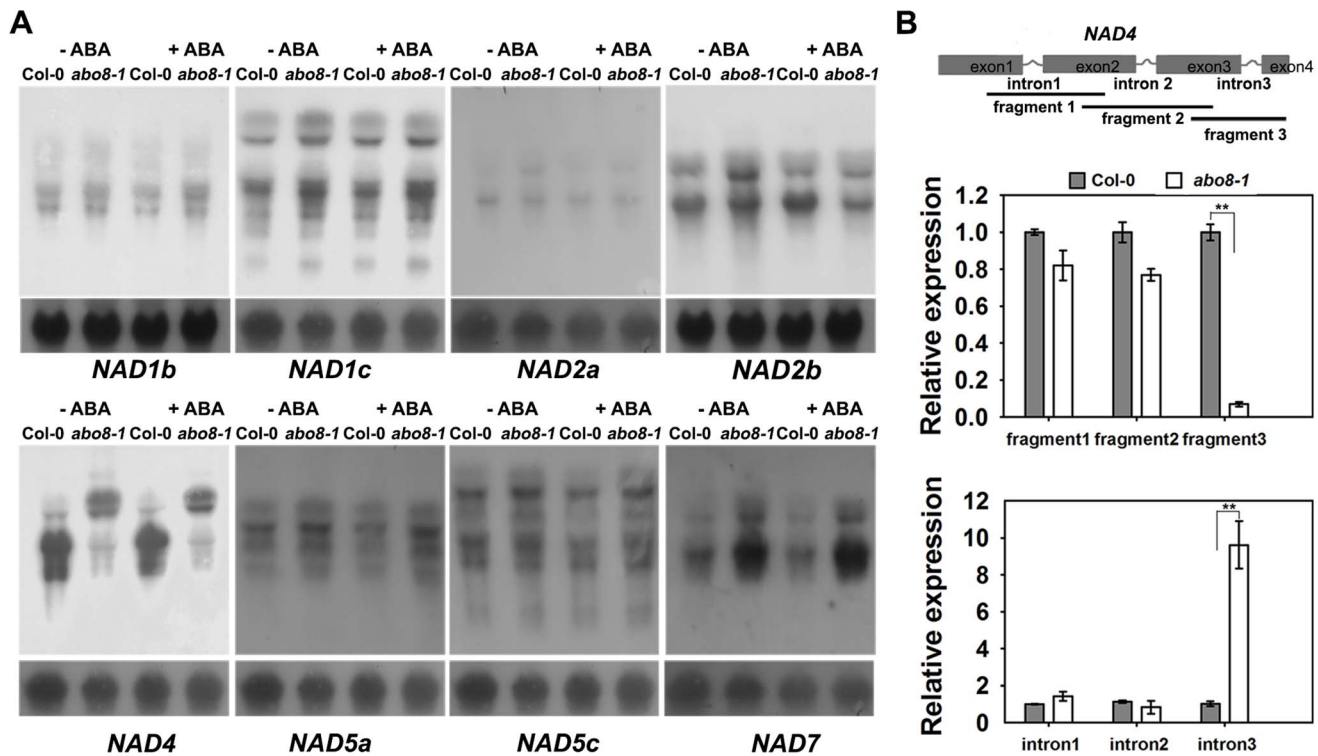 A
- ABA + ABA - ABA + ABA - ABA + ABA - ABA + ABA
Col-0 abo8-1 Col-0 abo8-1 Col-0 abo8-1 Col-0 abo8-1 Col-0 abo8-1 Col-0 abo8-1 Col-0 abo8-1 Col-0 abo8-1
NAD1b NAD1c NAD2a NAD2b
- ABA + ABA - ABA + ABA - ABA + ABA - ABA + ABA
Col-0 abo8-1 Col-0 abo8-1 Col-0 abo8-1 Col-0 abo8-1 Col-0 abo8-1 Col-0 abo8-1 Col-0 abo8-1 Col-0 abo8-1
NAD4 NAD5a NAD5c NAD7
B
NAD4
exon1 exon2 exon3 exon4
intron1 intron 2 intron3
fragment 1 fragment 2 fragment 3
Col-0 abo8-1
Relative expression
1.2
1.0
0.8
0.6
0.4
0.2
0.0
**
fragment1 fragment2 fragment3
Relative expression
12
10
8
6
4
2
0
**
intron1 intron2 intron3